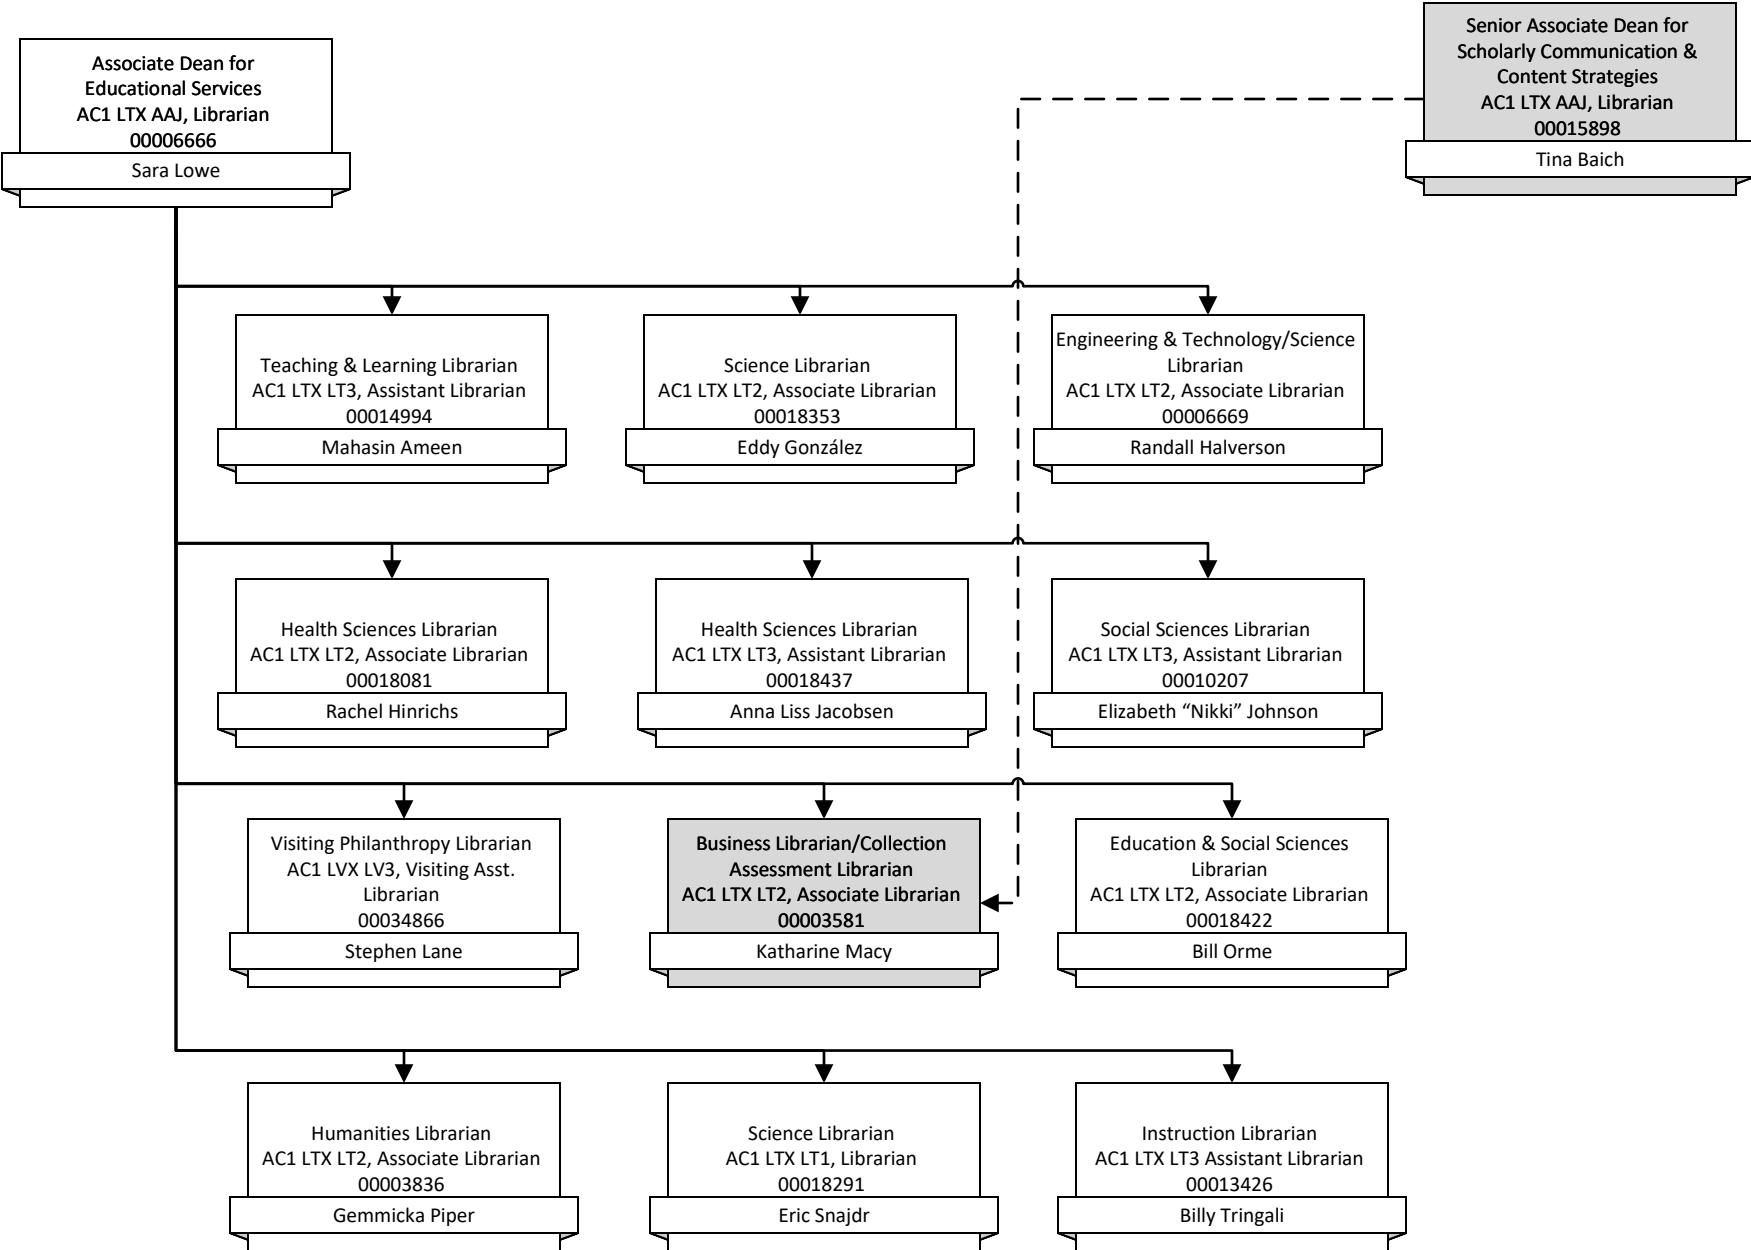 Associate Dean for
Educational Services
AC1 LTX AAJ, Librarian
00006666
Sara Lowe
Senior Associate Dean for
Scholarly Communication &
Content Strategies
AC1 LTX AAJ, Librarian
00015898
Tina Baich
Teaching & Learning Librarian
AC1 LTX LT3, Assistant Librarian
00014994
Mahasin Ameen
Science Librarian
AC1 LTX LT2, Associate Librarian
00018353
Eddy González
Engineering & Technology/Science
Librarian
AC1 LTX LT2, Associate Librarian
00006669
Randall Halverson
Health Sciences Librarian
AC1 LTX LT2, Associate Librarian
00018081
Rachel Hinrichs
Health Sciences Librarian
AC1 LTX LT3, Assistant Librarian
00018437
Anna Liss Jacobsen
Social Sciences Librarian
AC1 LTX LT3, Assistant Librarian
00010207
Elizabeth “Nikki” Johnson
Visiting Philanthropy Librarian
AC1 LVX LV3, Visiting Asst.
Librarian
00034866
Stephen Lane
Business Librarian/Collection
Assessment Librarian
AC1 LTX LT2, Associate Librarian
00003581
Katharine Macy
Education & Social Sciences
Librarian
AC1 LTX LT2, Associate Librarian
00018422
Bill Orme
Humanities Librarian
AC1 LTX LT2, Associate Librarian
00003836
Gemmicka Piper
Science Librarian
AC1 LTX LT1, Librarian
00018291
Eric Snajdr
Instruction Librarian
AC1 LTX LT3 Assistant Librarian
00013426
Billy Tringali